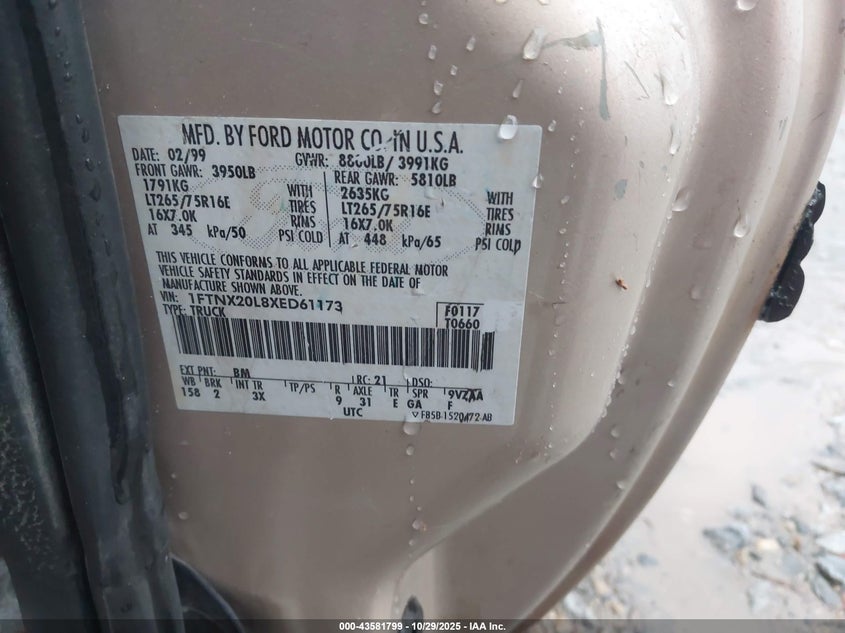 MFD. BY FORD MOTOR CO. IN U.S.A.
DATE: 02/99 GVWR: 8800LB/ 3991KG
FRONT GAWR: 3950LB REAR GAWR: 5810LB
1791KG WITH 2635KG WITH
LT265/75R16E TIRES LT265/75R16E TIRES
16X7.0K RIMS 16X7.0K RIMS
AT 345 kPa/50 PSI COLD AT 448 kPa/65 PSI COLD
THIS VEHICLE CONFORMS TO ALL APPLICABLE FEDERAL MOTOR
VEHICLE SAFETY STANDARDS IN EFFECT ON THE DATE OF
MANUFACTURE SHOWN ABOVE.
VIN: 1FTNX20L8XED61173 F0117
TYPE: TRUCK T0660
EXT PNT: BM RC: 21 DSO:
WB BRK INT TR TP/PS R AXLE TR SPR 9VZAA
158 2 3X 9 31 E GA F
UTC F85B-1520472-AB
000-43581799 - 10/29/2025 - IAA Inc.